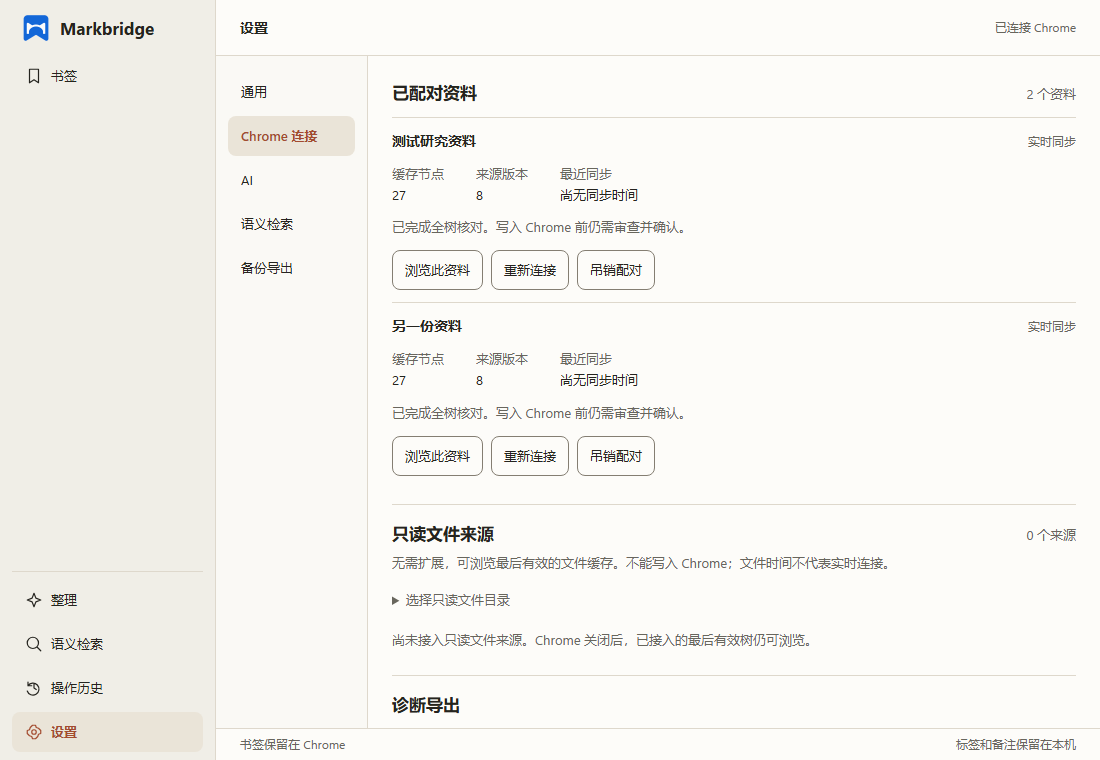 Markbridge
书签
整理
语义检索
操作历史
设置
设置
已连接 Chrome
通用
Chrome 连接
AI
语义检索
备份导出
已配对资料
2 个资料
测试研究资料
实时同步
缓存节点 来源版本 最近同步
27 8 尚无同步时间
已完成全树核对。写入 Chrome 前仍需审查并确认。
浏览此资料 重新连接 吊销配对
另一份资料
实时同步
缓存节点 来源版本 最近同步
27 8 尚无同步时间
已完成全树核对。写入 Chrome 前仍需审查并确认。
浏览此资料 重新连接 吊销配对
只读文件来源
0 个来源
无需扩展，可浏览最后有效的文件缓存。不能写入 Chrome；文件时间不代表实时连接。
选择只读文件目录
尚未接入只读文件来源。Chrome 关闭后，已接入的最后有效树仍可浏览。
诊断导出
书签保留在 Chrome
标签和备注保留在本机